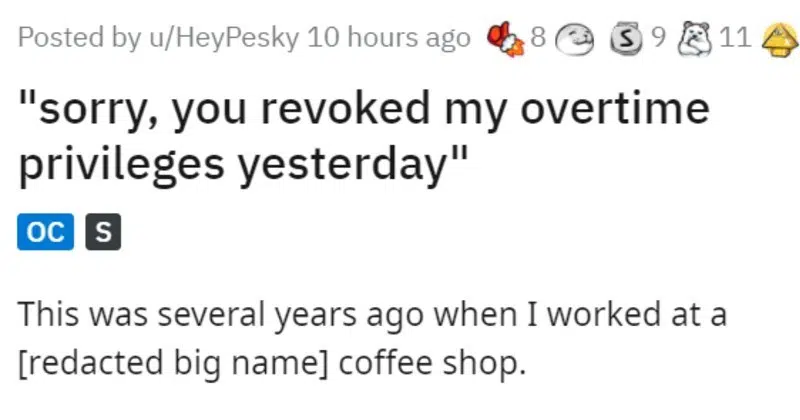 Posted by u/HeyPesky 10 hours ago 8 S 9 11
"sorry, you revoked my overtime
privileges yesterday"
OC S
This was several years ago when I worked at a
[redacted big name] coffee shop.